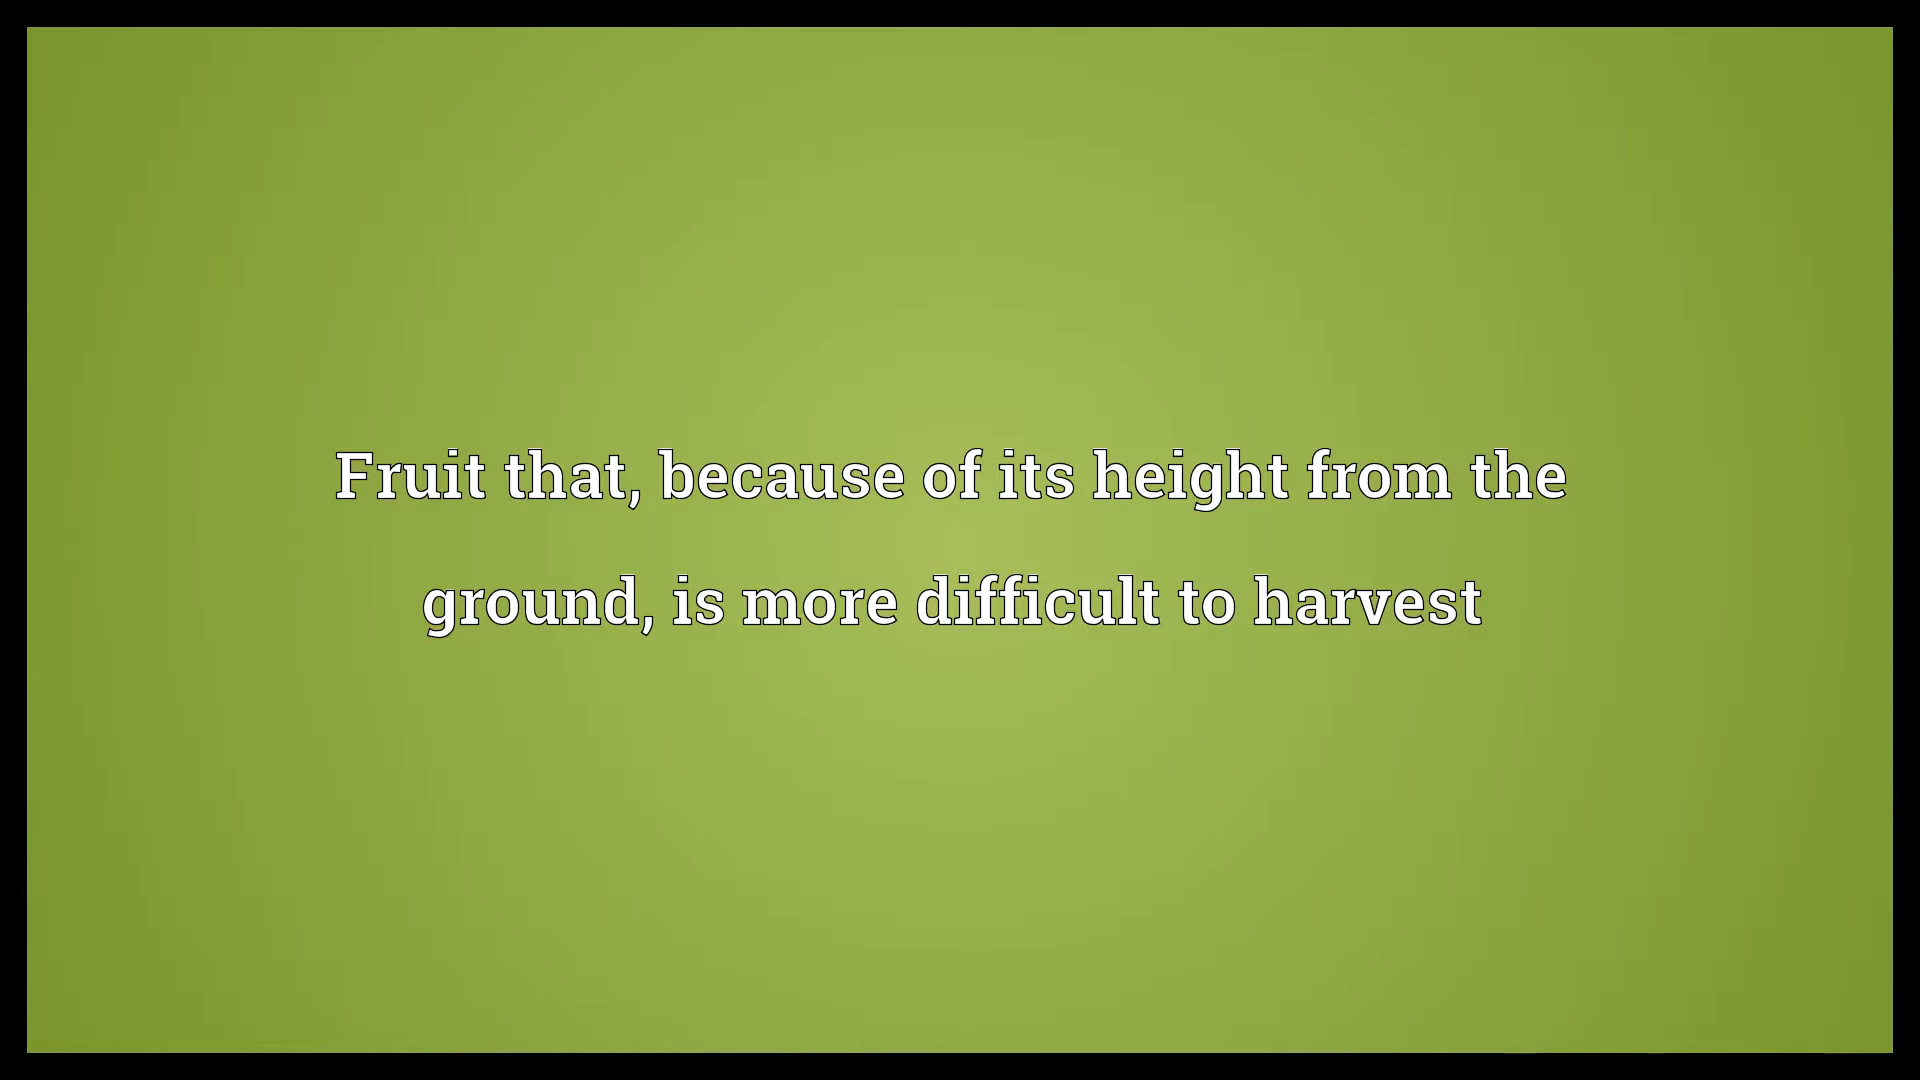 Fruit that, because of its height from the
ground, is more difficult to harvest